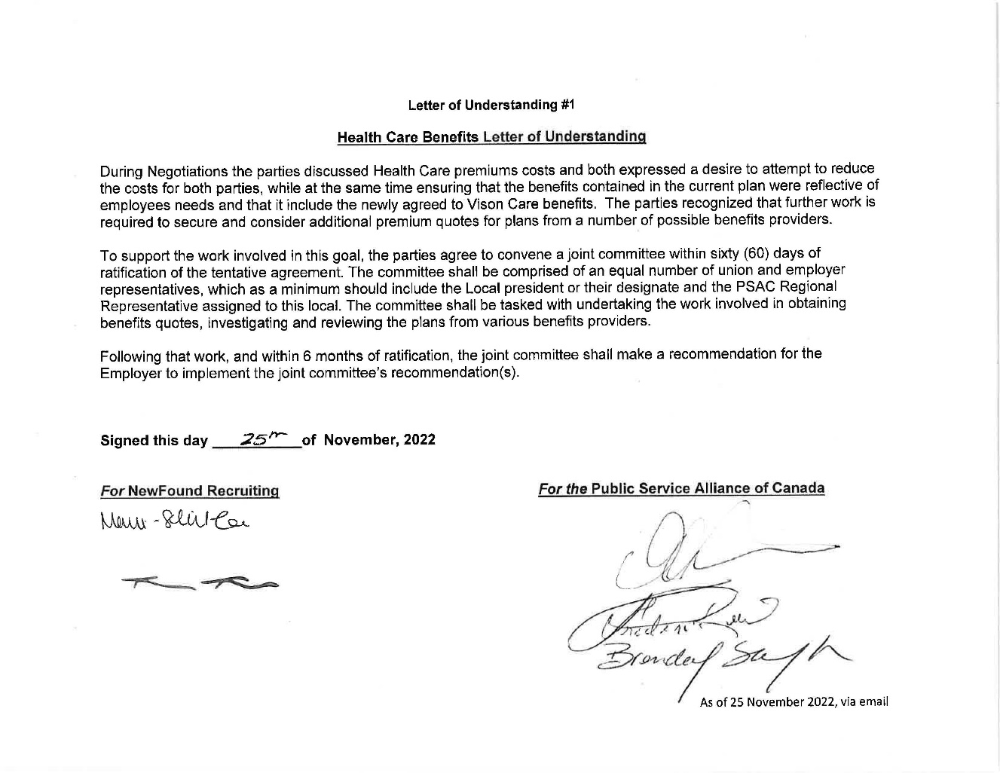 Letter of Understanding #1
Health Care Benefits Letter of Understanding
During Negotiations the parties discussed Health Care premiums costs and both expressed a desire to attempt to reduce
the costs for both parties, while at the same time ensuring that the benefits contained in the current plan were reflective of
employees needs and that it include the newly agreed to Vison Care benefits. The parties recognized that further work is
required to secure and consider additional premium quotes for plans from a number of possible benefits providers.
To support the work involved in this goal, the parties agree to convene a joint committee within sixty (60) days of
ratification of the tentative agreement. The committee shall be comprised of an equal number of union and employer
representatives, which as a minimum should include the Local president or their designate and the PSAC Regional
Representative assigned to this local. The committee shall be tasked with undertaking the work involved in obtaining
benefits quotes, investigating and reviewing the plans from various benefits providers.
Following that work, and within 6 months of ratification, the joint committee shall make a recommendation for the
Employer to implement the joint committee's recommendation(s).
Signed this day 25th of November, 2022
For NewFound Recruiting
For the Public Service Alliance of Canada
As of 25 November 2022, via email